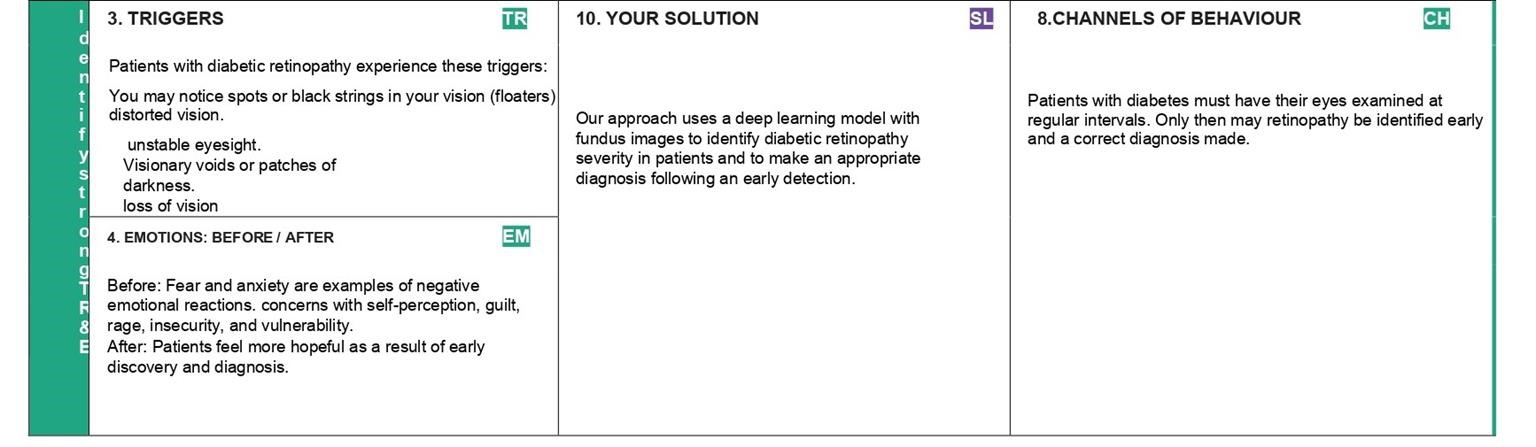 Identify strong TR & E
3. TRIGGERS
TR
Patients with diabetic retinopathy experience these triggers:
You may notice spots or black strings in your vision (floaters)
distorted vision.
unstable eyesight.
Visionary voids or patches of
darkness.
loss of vision
4. EMOTIONS: BEFORE / AFTER
EM
Before: Fear and anxiety are examples of negative
emotional reactions. concerns with self-perception, guilt,
rage, insecurity, and vulnerability.
After: Patients feel more hopeful as a result of early
discovery and diagnosis.
10. YOUR SOLUTION
SL
Our approach uses a deep learning model with
fundus images to identify diabetic retinopathy
severity in patients and to make an appropriate
diagnosis following an early detection.
8.CHANNELS OF BEHAVIOUR
CH
Patients with diabetes must have their eyes examined at
regular intervals. Only then may retinopathy be identified early
and a correct diagnosis made.